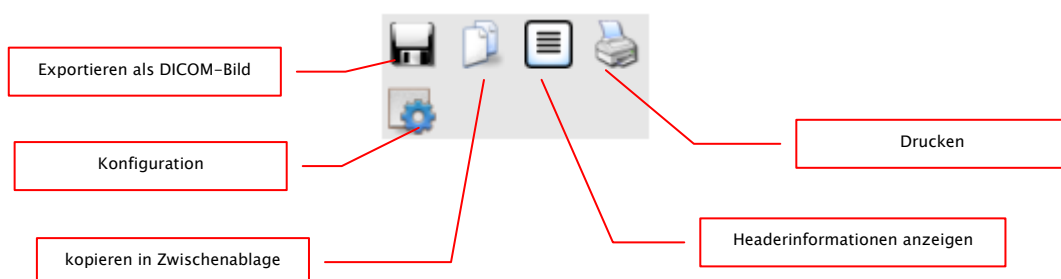 Exportieren als DICOM-Bild
Drucken
Konfiguration
Headerinformationen anzeigen
kopieren in Zwischenablage